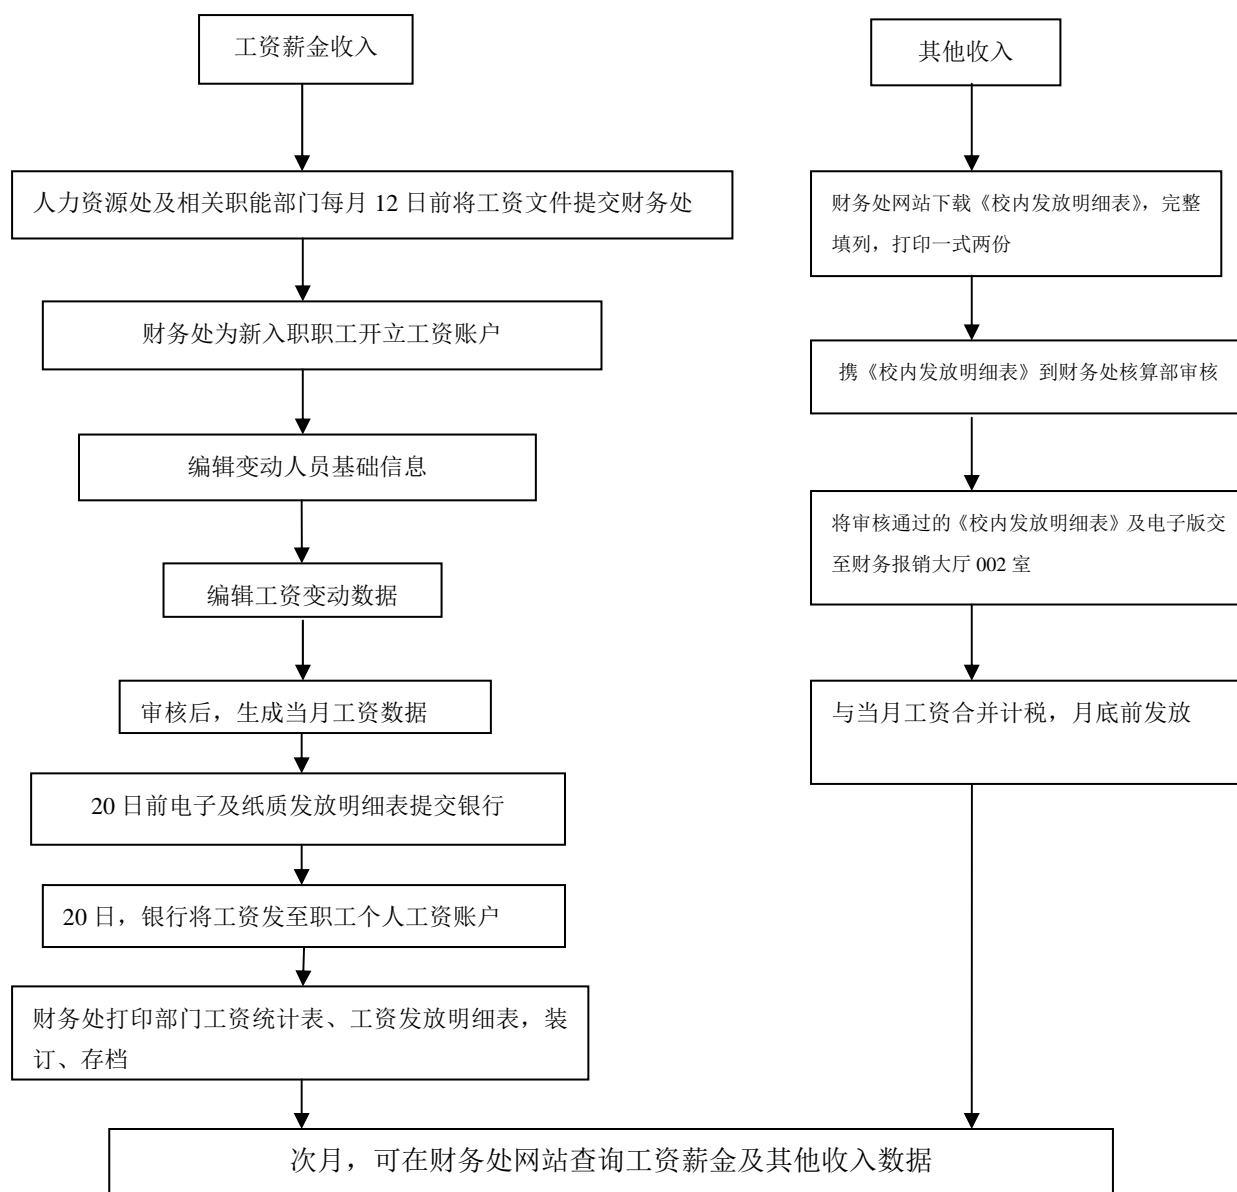 工资薪金收入
人力资源处及相关职能部门每月 12 日前将工资文件提交财务处
财务处为新入职职工开立工资账户
编辑变动人员基础信息
编辑工资变动数据
审核后，生成当月工资数据
20 日前电子及纸质发放明细表提交银行
20 日，银行将工资发至职工个人工资账户
财务处打印部门工资统计表、工资发放明细表，装
订、存档
其他收入
财务处网站下载《校内发放明细表》，完整
填列，打印一式两份
携《校内发放明细表》到财务处核算部审核
将审核通过的《校内发放明细表》及电子版交
至财务报销大厅 002 室
与当月工资合并计税，月底前发放
次月，可在财务处网站查询工资薪金及其他收入数据